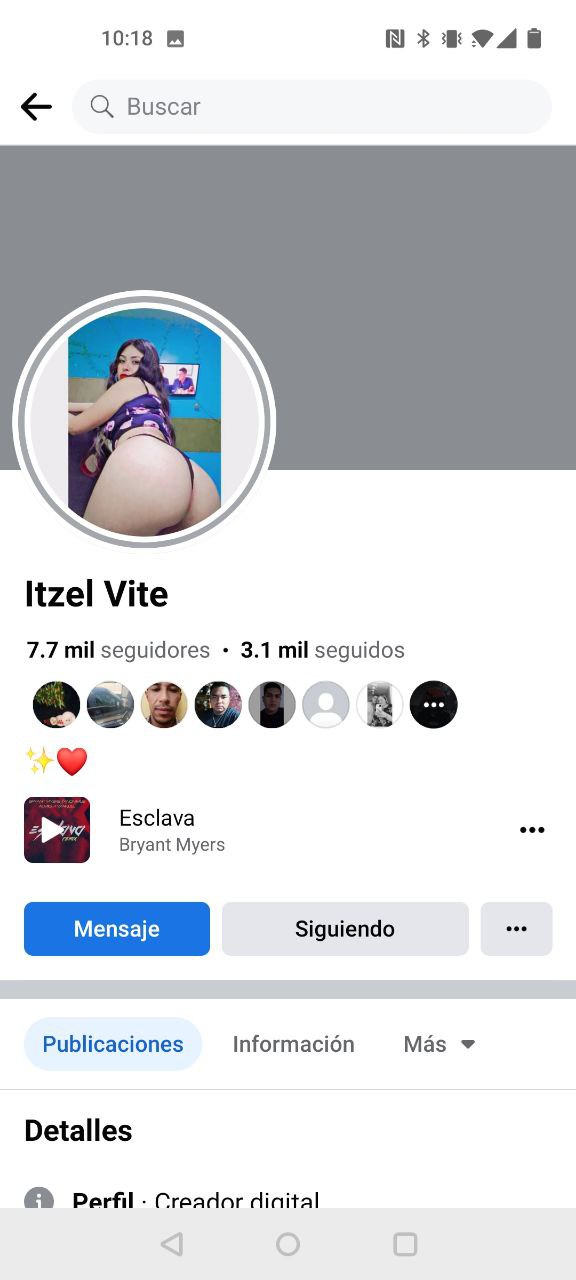 10:18
Buscar
Itzel Vite
7.7 mil seguidores • 3.1 mil seguidos
✨❤️
Esclava
Bryant Myers
Mensaje
Siguiendo
Publicaciones
Información
Más
Detalles
Perfil · Creador digital